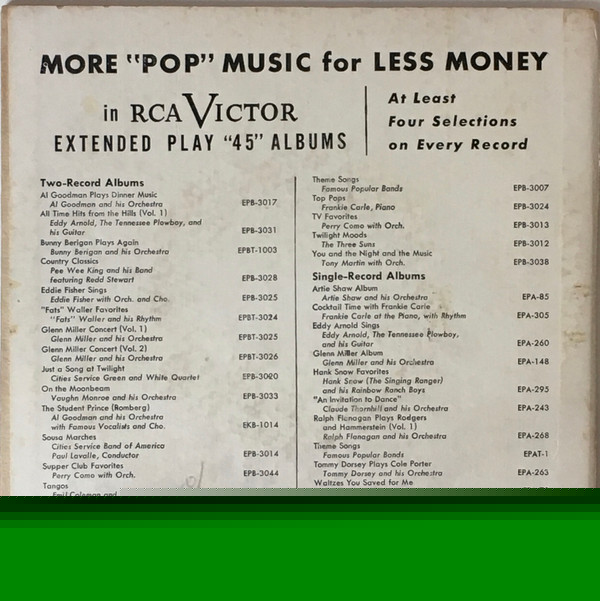 MORE "POP" MUSIC for LESS MONEY
in RCA VICTOR
EXTENDED PLAY "45" ALBUMS
At Least
Four Selections
on Every Record
Two-Record Albums
Al Goodman Plays Dinner Music
Al Goodman and his Orchestra EPB-3017
All Time Hits from the Hills (Vol. 1)
Eddy Arnold, The Tennessee Plowboy, and
his Guitar EPB-3031
Bunny Berigan Plays Again
Bunny Berigan and his Orchestra EPBT-1003
Country Classics
Pee Wee King and his Band
featuring Redd Stewart EPB-3028
Eddie Fisher Sings
Eddie Fisher with Orch. and Cho. EPB-3025
"Fats" Waller Favorites
"Fats" Waller and his Rhythm EPBT-3024
Glenn Miller Concert (Vol. 1)
Glenn Miller and his Orchestra EPBT-3025
Glenn Miller Concert (Vol. 2)
Glenn Miller and his Orchestra EPBT-3026
Just a Song at Twilight
Cities Service Green and White Quartet EPB-3020
On the Moonbeam
Vaughn Monroe and his Orchestra EPB-3033
The Student Prince (Romberg)
Al Goodman and his Orchestra
with Famous Vocalists and Cho. EKB-1014
Sousa Marches
Cities Service Band of America
Paul Lavalle, Conductor EPB-3014
Supper Club Favorites
Perry Como with Orch. EPB-3044
Tangos
Emil Coleman and
Theme Songs
Famous Popular Bands EPB-3007
Top Pops
Frankie Carle, Piano EPB-3024
TV Favorites
Perry Como with Orch. EPB-3013
Twilight Moods
The Three Suns EPB-3012
You and the Night and the Music
Tony Martin with Orch. EPB-3038
Single-Record Albums
Artie Shaw Album
Artie Shaw and his Orchestra EPA-85
Cocktail Time with Frankie Carle
Frankie Carle at the Piano, with Rhythm EPA-305
Eddy Arnold Sings
Eddy Arnold, The Tennessee Plowboy,
and his Guitar EPA-260
Glenn Miller Album
Glenn Miller and his Orchestra EPA-148
Hank Snow Favorites
Hank Snow (The Singing Ranger)
and his Rainbow Ranch Boys EPA-295
"An Invitation to Dance"
Claude Thornhill and his Orchestra EPA-243
Ralph Flanagan Plays Rodgers
and Hammerstein (Vol. 1)
Ralph Flanagan and his Orchestra EPA-268
Theme Songs
Famous Popular Bands EPAT-1
Tommy Dorsey Plays Cole Porter
Tommy Dorsey and his Orchestra EPA-263
Waltzes You Saved for Me